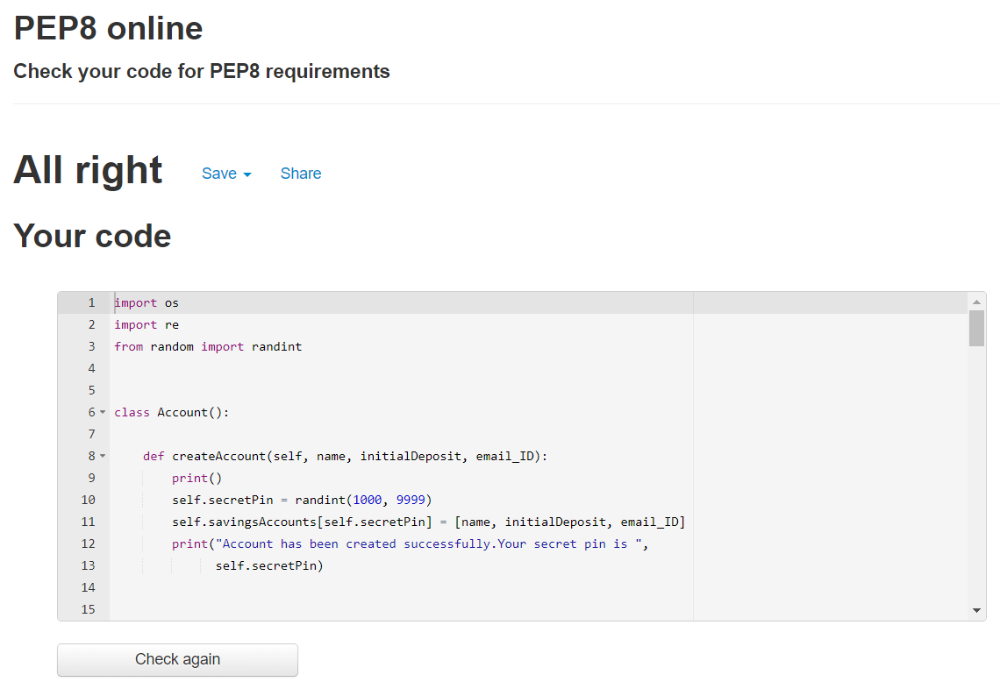 PEP8 online
Check your code for PEP8 requirements
All right Save Share
Your code
1 import os
2 import re
3 from random import randint
4
5
6 class Account():
7
8     def createAccount(self, name, initialDeposit, email_ID):
9         print()
10         self.secretPin = randint(1000, 9999)
11         self.savingsAccounts[self.secretPin] = [name, initialDeposit, email_ID]
12         print("Account has been created successfully.Your secret pin is ",
13               self.secretPin)
14
15
Check again